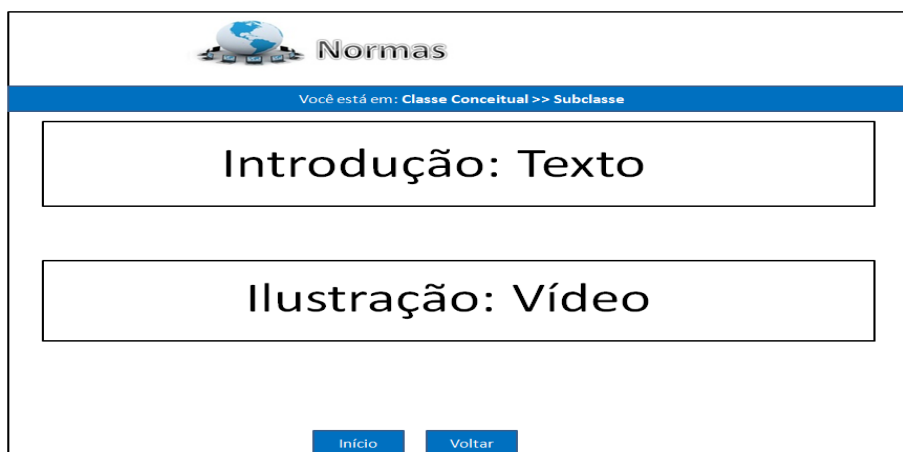 Normas
Você está em: Classe Conceitual >> Subclasse
Introdução: Texto
Ilustração: Vídeo
Início Voltar